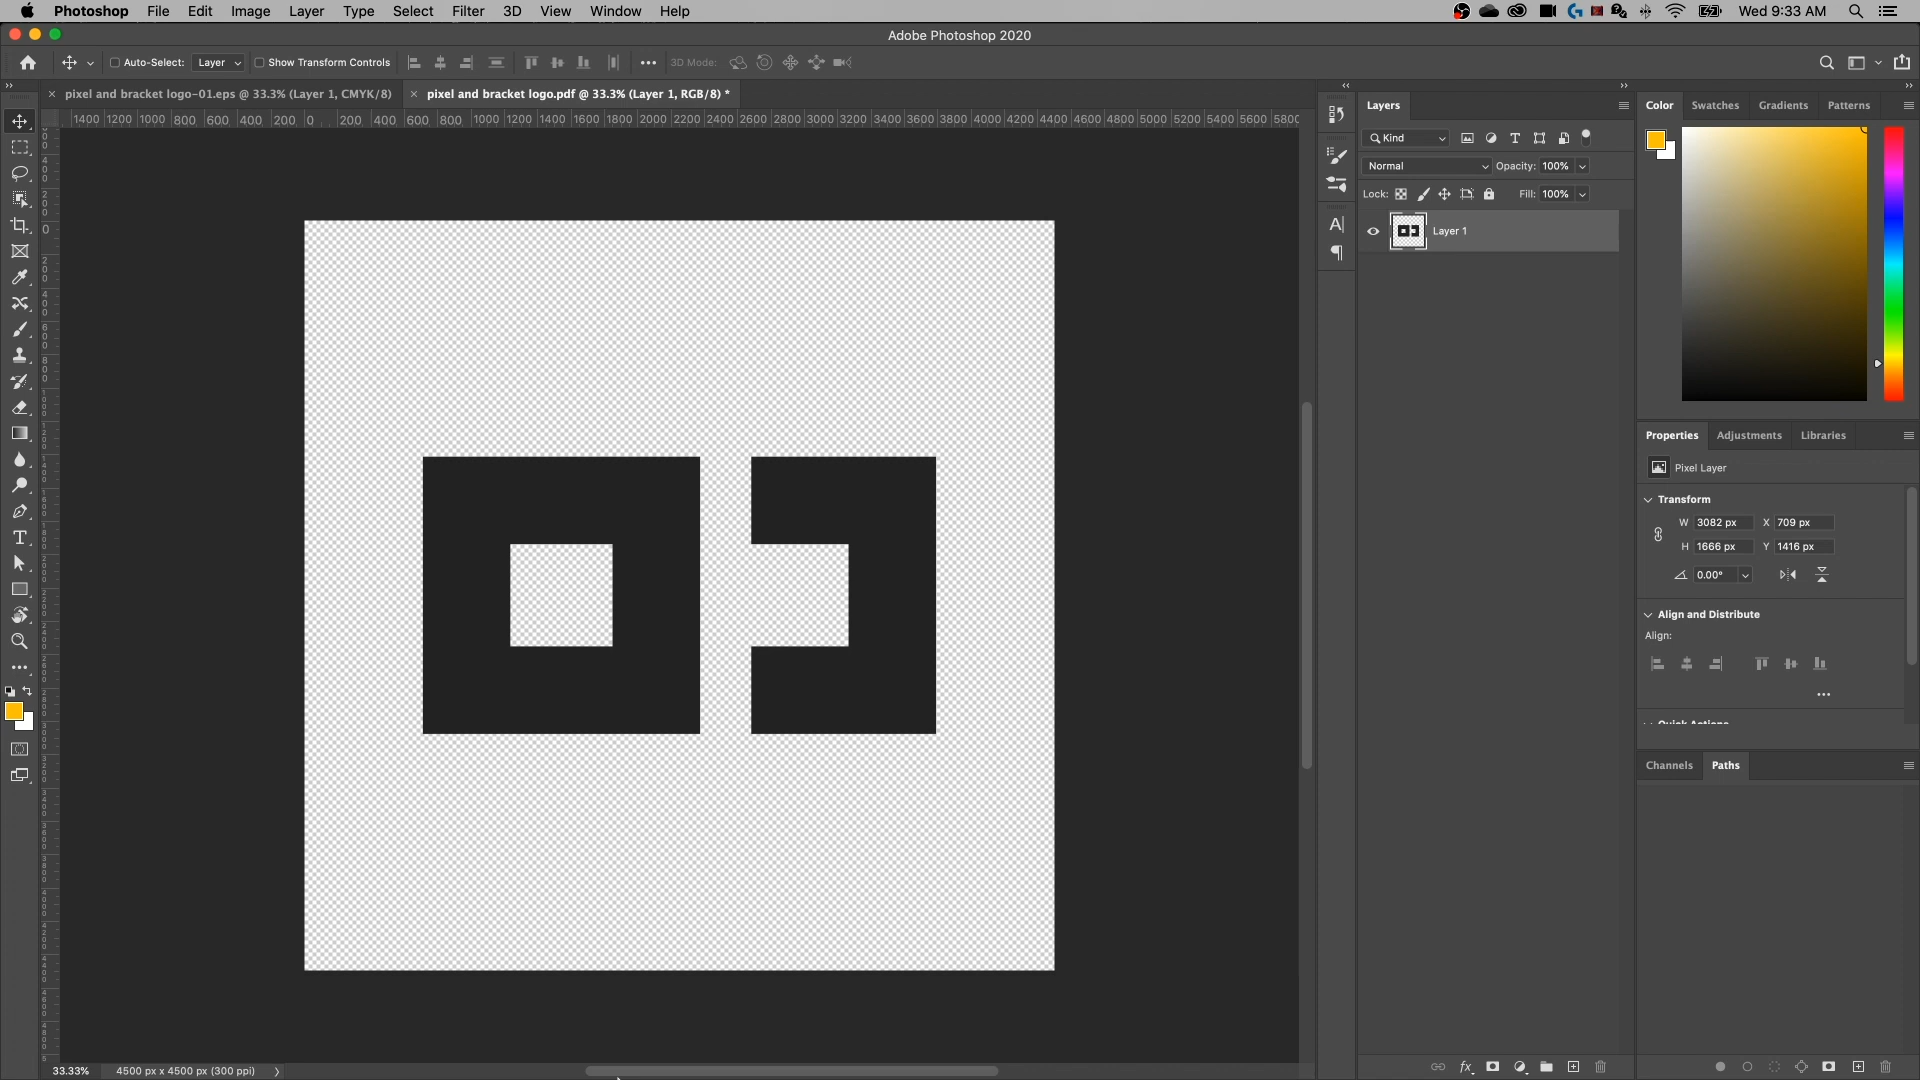 Photoshop File Edit Image Layer Type Select Filter 3D View Window Help Wed 9:33 AM
Adobe Photoshop 2020
Auto-Select: Layer Show Transform Controls 3D Mode:
pixel and bracket logo-01.eps @ 33.3% (Layer 1, CMYK/8) pixel and bracket logo.pdf @ 33.3% (Layer 1, RGB/8) *
1400 1200 1000 800 600 400 200 0 200 400 600 800 1000 1200 1400 1600 1800 2000 2200 2400 2600 2800 3000 3200 3400 3600 3800 4000 4200 4400 4600 4800 5000 5200 5400 5600 5800
Layers
Kind
Normal Opacity: 100%
Lock: Fill: 100%
Layer 1
Color Swatches Gradients Patterns
Properties Adjustments Libraries
Pixel Layer
Transform
W 3082 px X 709 px
H 1666 px Y 1416 px
0.00°
Align and Distribute
Align:
Quick Actions
Channels Paths
33.33% 4500 px x 4500 px (300 ppi)